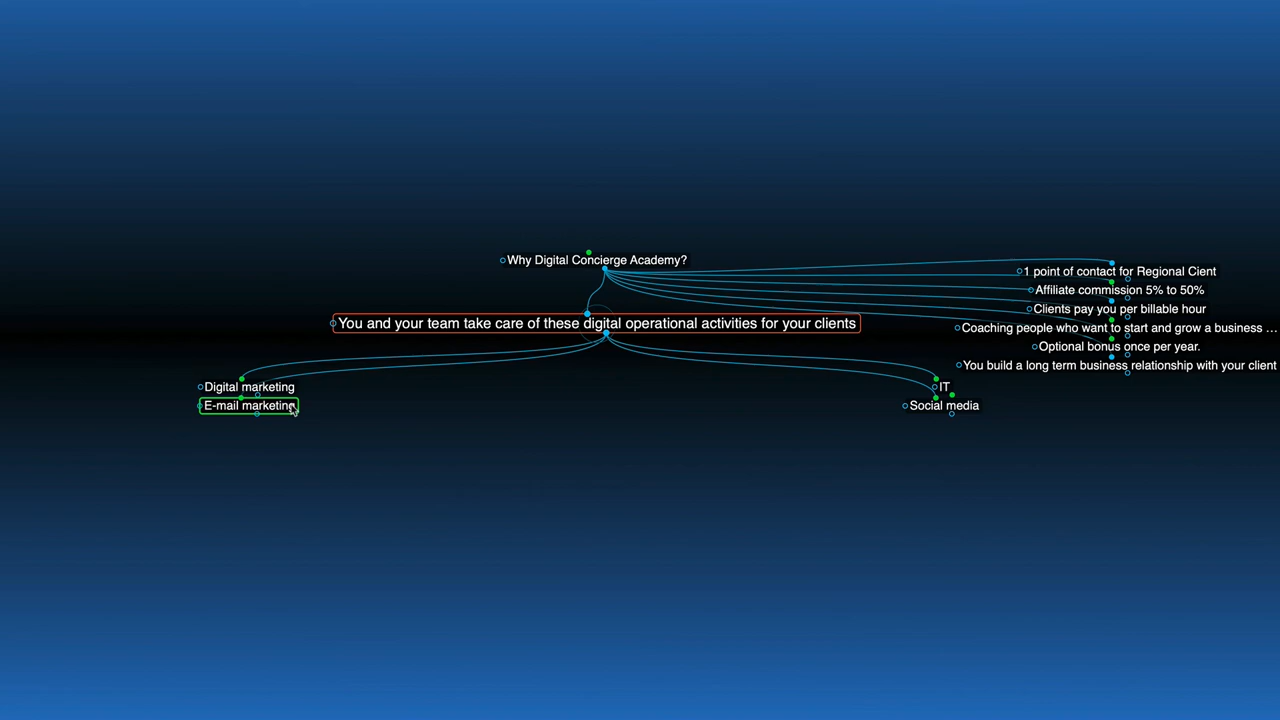 Why Digital Concierge Academy?
1 point of contact for Regional Cient
Affiliate commission 5% to 50%
Clients pay you per billable hour
Coaching people who want to start and grow a business ...
Optional bonus once per year.
You build a long term business relationship with your client
You and your team take care of these digital operational activities for your clients
Digital marketing
E-mail marketing
IT
Social media